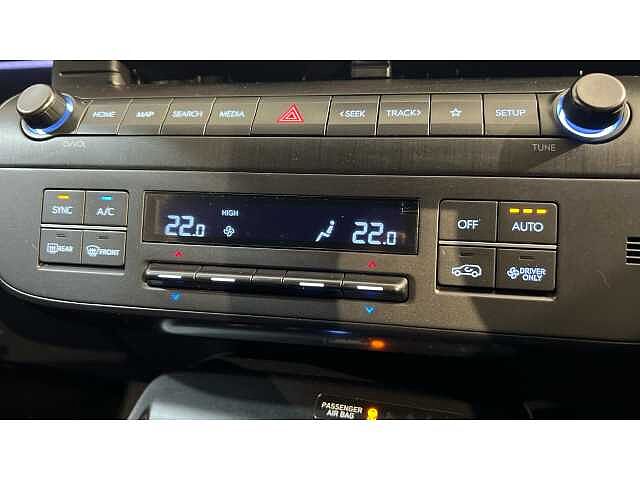 HOME MAP SEARCH MEDIA <SEEK TRACK> SETUP
TUNE
SYNC A/C
22.0 HIGH 22.0
OFF AUTO
REAR FRONT
DRIVER
ONLY
PASSENGER
AIR BAG